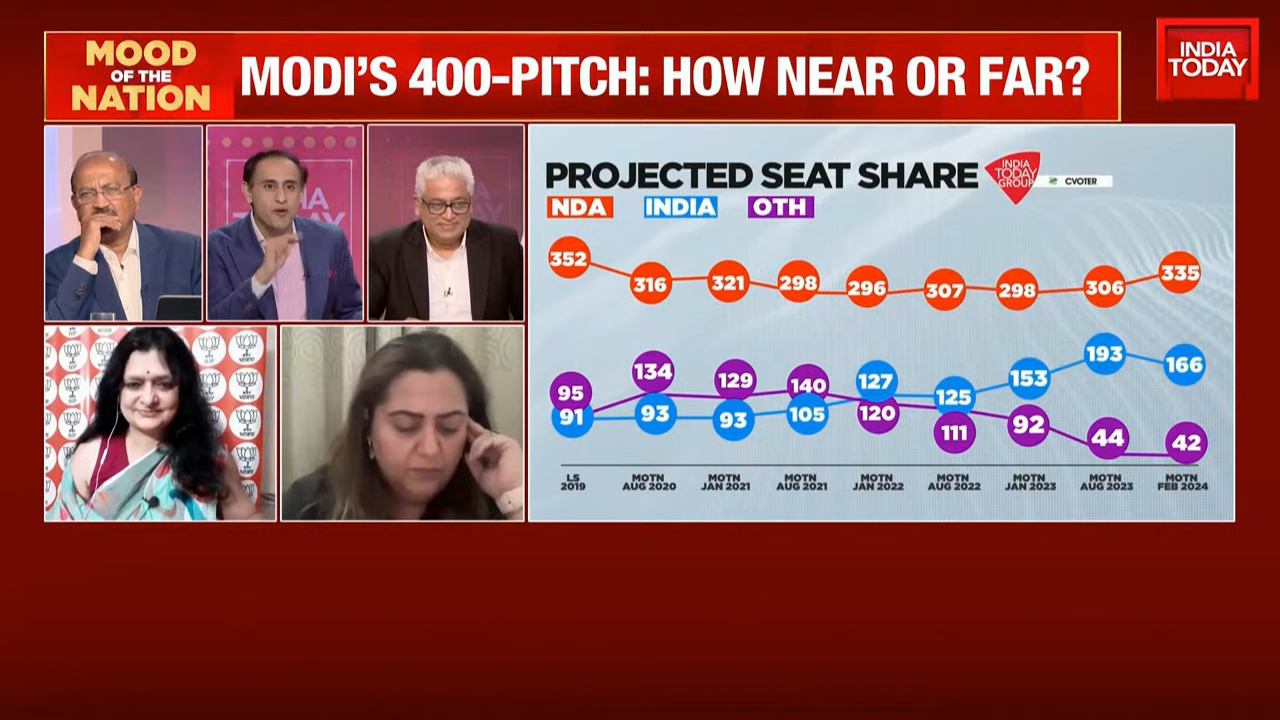 MOOD
OF THE
NATION
MODI'S 400-PITCH: HOW NEAR OR FAR?
INDIA
TODAY
PROJECTED SEAT SHARE
INDIA
TODAY
GROUP
CVOTER
NDA INDIA OTH
352 316 321 298 296 307 298 306 335
95 134 129 140 127 125 153 193 166
91 93 93 105 120 111 92 44 42
LS
2019
MOTN
AUG 2020
MOTN
JAN 2021
MOTN
AUG 2021
MOTN
JAN 2022
MOTN
AUG 2022
MOTN
JAN 2023
MOTN
AUG 2023
MOTN
FEB 2024